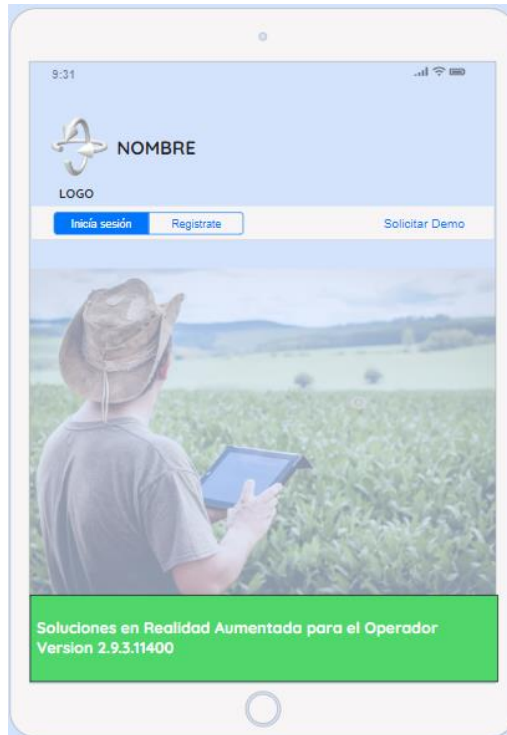 9:31
NOMBRE
LOGO
Inicía sesión
Registrate
Solicitar Demo
Soluciones en Realidad Aumentada para el Operador
Version 2.9.3.11400